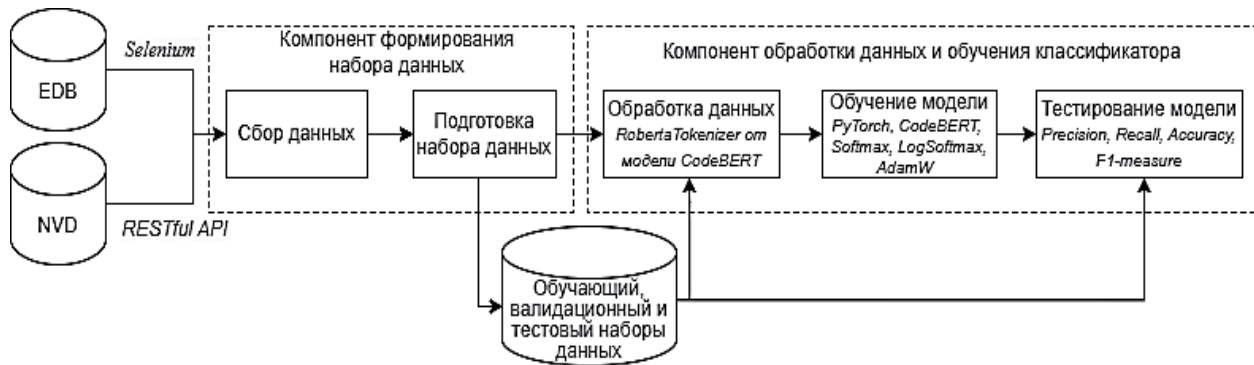 EDB
Selenium
NVD
RESTful API
Компонент формирования
набора данных
Сбор данных
Подготовка
набора данных
Компонент обработки данных и обучения классификатора
Обработка данных
RobertaTokenizer от
модели CodeBERT
Обучение модели
PyTorch, CodeBERT,
Softmax, LogSoftmax,
AdamW
Тестирование модели
Precision, Recall, Accuracy,
F1-measure
Обучающий,
валидационный и
тестовый наборы
данных